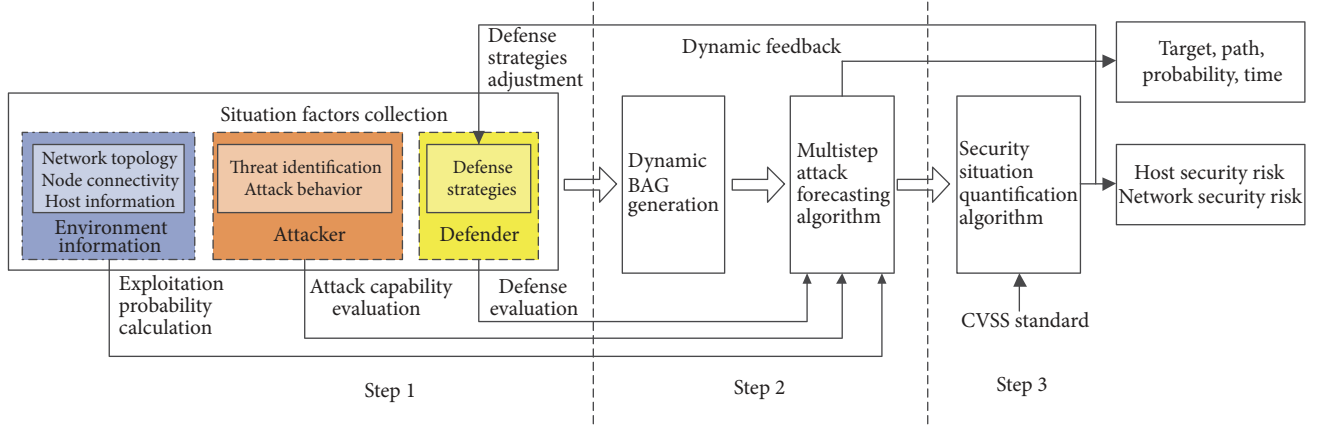 Defense
strategies
adjustment
Dynamic feedback
Target, path,
probability, time
Situation factors collection
Network topology
Node connectivity
Host information
Environment
information
Threat identification
Attack behavior
Attacker
Defense
strategies
Defender
Dynamic
BAG
generation
Multistep
attack
forecasting
algorithm
Security
situation
quantification
algorithm
Host security risk
Network security risk
Exploitation
probability
calculation
Attack capability
evaluation
Defense
evaluation
CVSS standard
Step 1
Step 2
Step 3